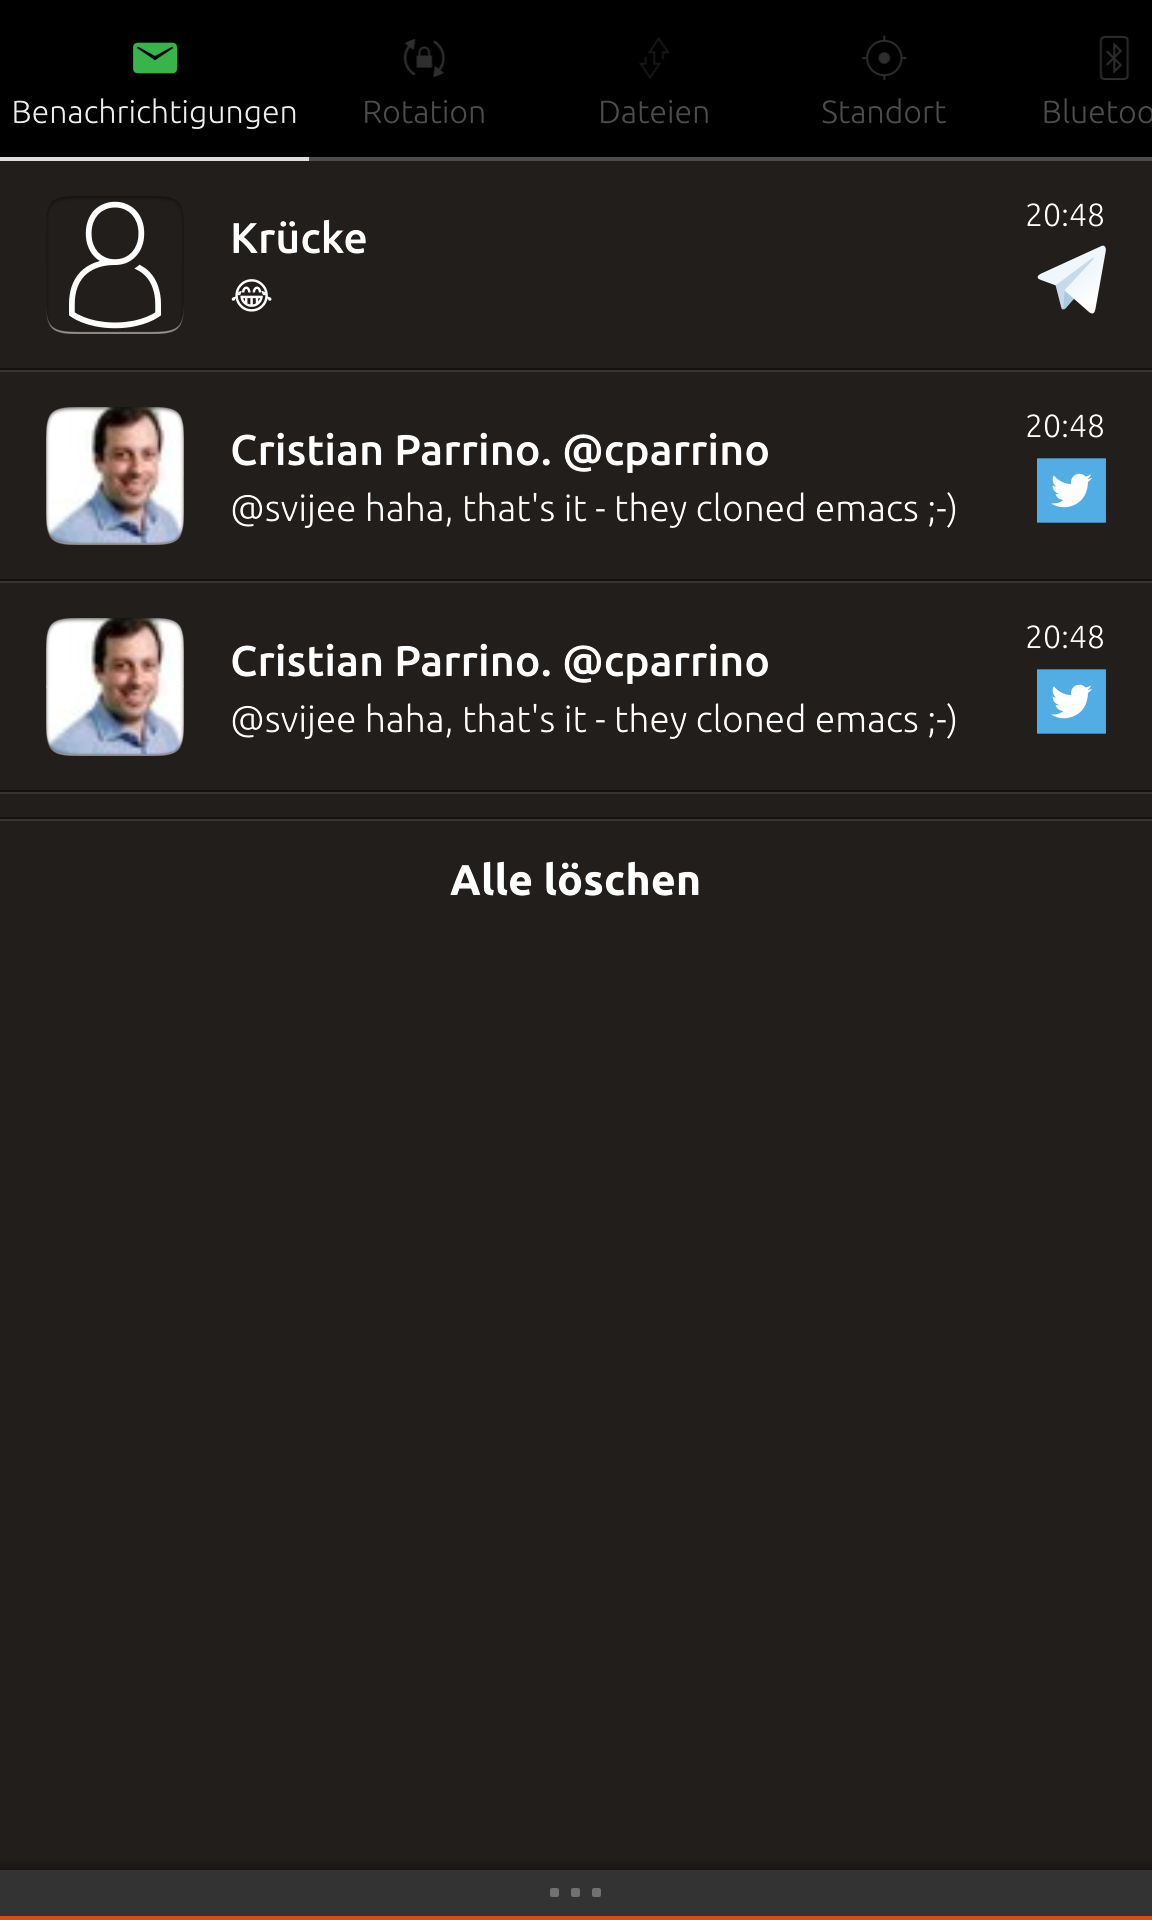 Benachrichtigungen Rotation Dateien Standort Bluetoo
20:48
Krücke
😂
20:48
Cristian Parrino. @cparrino
@svijee haha, that's it - they cloned emacs ;-)
20:48
Cristian Parrino. @cparrino
@svijee haha, that's it - they cloned emacs ;-)
Alle löschen